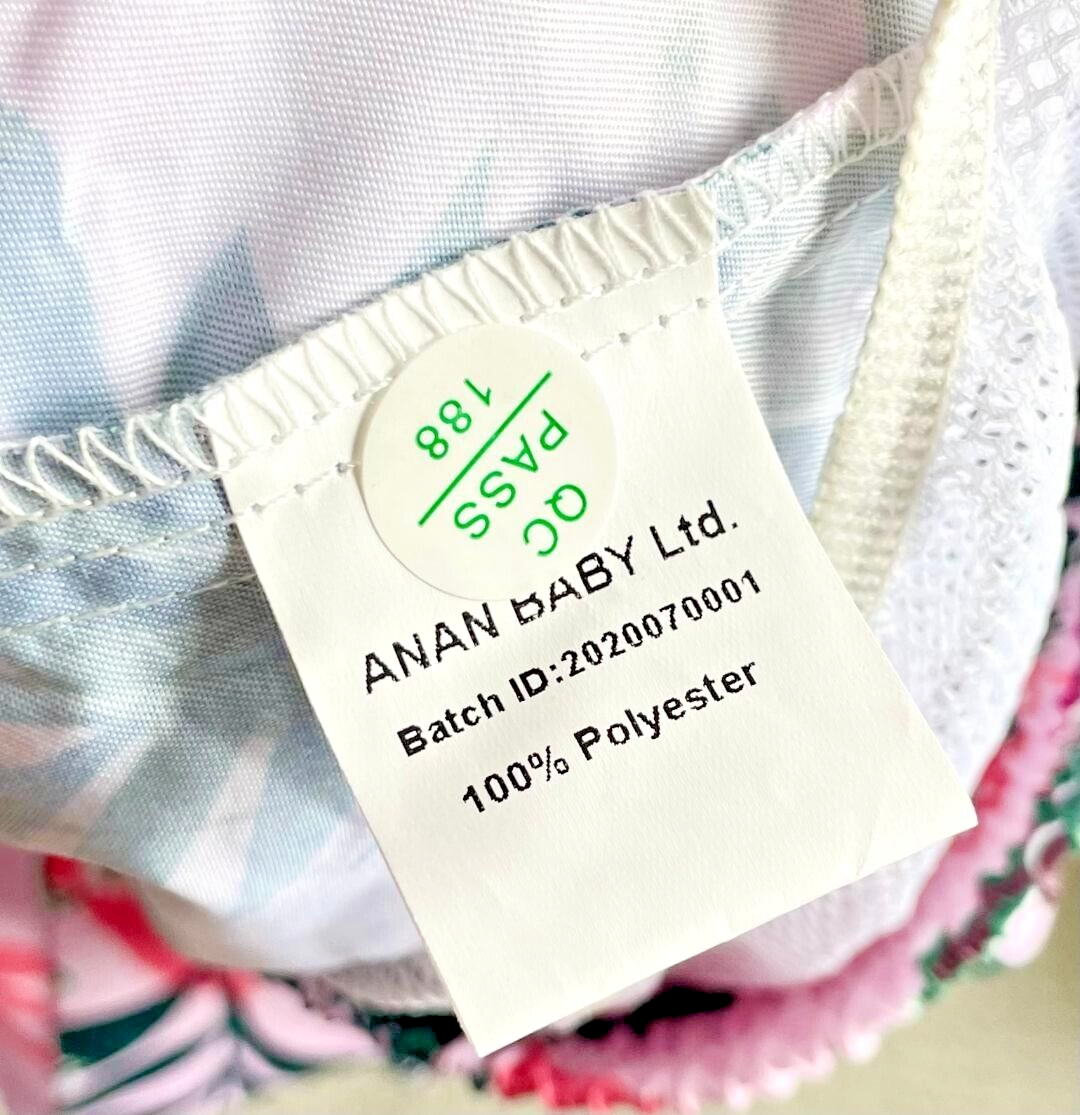 QC
PASS
188
ANAN BABY Ltd.
Batch ID:2020070001
100% Polyester